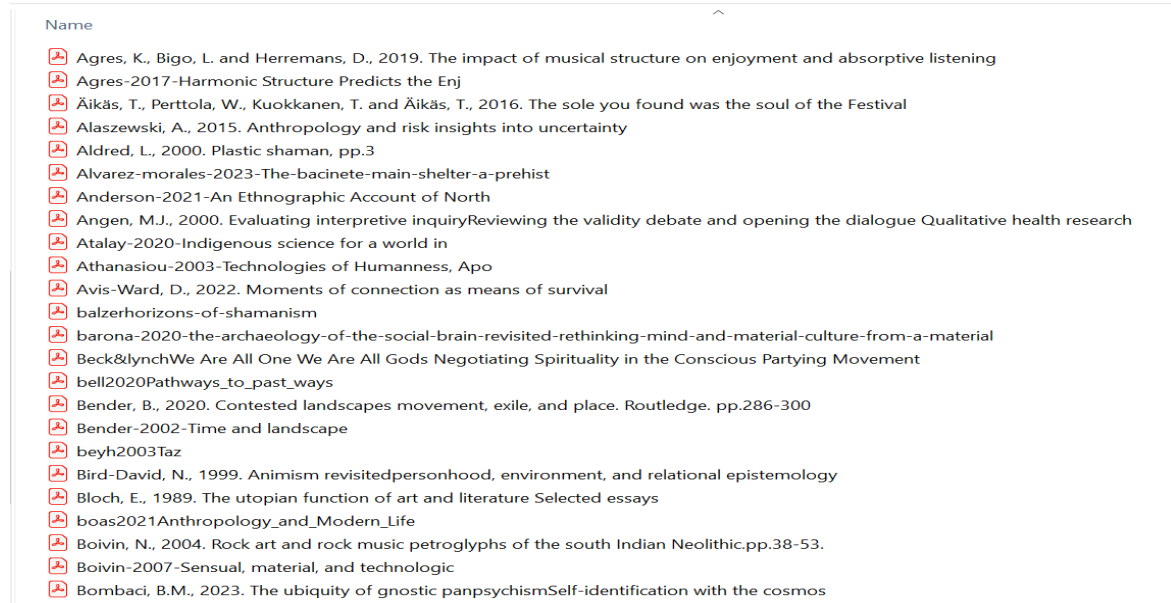 Name
Agres, K., Bigo, L. and Herremans, D., 2019. The impact of musical structure on enjoyment and absorptive listening
Agres-2017-Harmonic Structure Predicts the Enj
Äikäs, T., Perttola, W., Kuokkanen, T. and Äikäs, T., 2016. The sole you found was the soul of the Festival
Alaszewski, A., 2015. Anthropology and risk insights into uncertainty
Aldred, L., 2000. Plastic shaman, pp.3
Alvarez-morales-2023-The-bacinete-main-shelter-a-prehist
Anderson-2021-An Ethnographic Account of North
Angen, M.J., 2000. Evaluating interpretive inquiryReviewing the validity debate and opening the dialogue Qualitative health research
Atalay-2020-Indigenous science for a world in
Athanasiou-2003-Technologies of Humanness, Apo
Avis-Ward, D., 2022. Moments of connection as means of survival
balzerhorizons-of-shamanism
barona-2020-the-archaeology-of-the-social-brain-revisited-rethinking-mind-and-material-culture-from-a-material
Beck&lynchWe Are All One We Are All Gods Negotiating Spirituality in the Conscious Partying Movement
bell2020Pathways_to_past_ways
Bender, B., 2020. Contested landscapes movement, exile, and place. Routledge. pp.286-300
Bender-2002-Time and landscape
beyh2003Taz
Bird-David, N., 1999. Animism revisitedpersonhood, environment, and relational epistemology
Bloch, E., 1989. The utopian function of art and literature Selected essays
boas2021Anthropology_and_Modern_Life
Boivin, N., 2004. Rock art and rock music petroglyphs of the south Indian Neolithic.pp.38-53.
Boivin-2007-Sensual, material, and technologic
Bombaci, B.M., 2023. The ubiquity of gnostic panpsychismSelf-identification with the cosmos